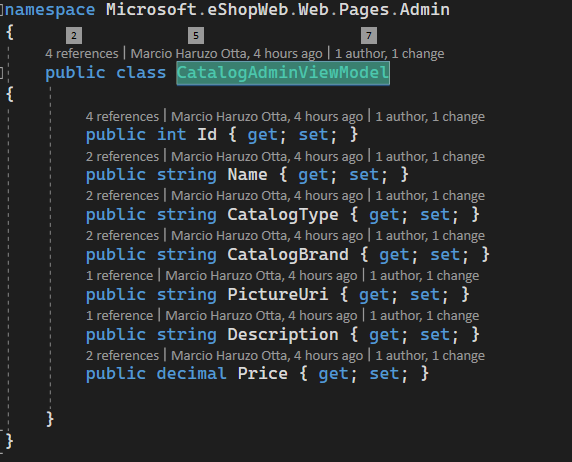 namespace Microsoft.eShopWeb.Web.Pages.Admin
{
2 5 7
4 references | Marcio Haruzo Otta, 4 hours ago | 1 author, 1 change
public class CatalogAdminViewModel
{
4 references | Marcio Haruzo Otta, 4 hours ago | 1 author, 1 change
public int Id { get; set; }
2 references | Marcio Haruzo Otta, 4 hours ago | 1 author, 1 change
public string Name { get; set; }
2 references | Marcio Haruzo Otta, 4 hours ago | 1 author, 1 change
public string CatalogType { get; set; }
2 references | Marcio Haruzo Otta, 4 hours ago | 1 author, 1 change
public string CatalogBrand { get; set; }
1 reference | Marcio Haruzo Otta, 4 hours ago | 1 author, 1 change
public string PictureUri { get; set; }
1 reference | Marcio Haruzo Otta, 4 hours ago | 1 author, 1 change
public string Description { get; set; }
2 references | Marcio Haruzo Otta, 4 hours ago | 1 author, 1 change
public decimal Price { get; set; }
}
}